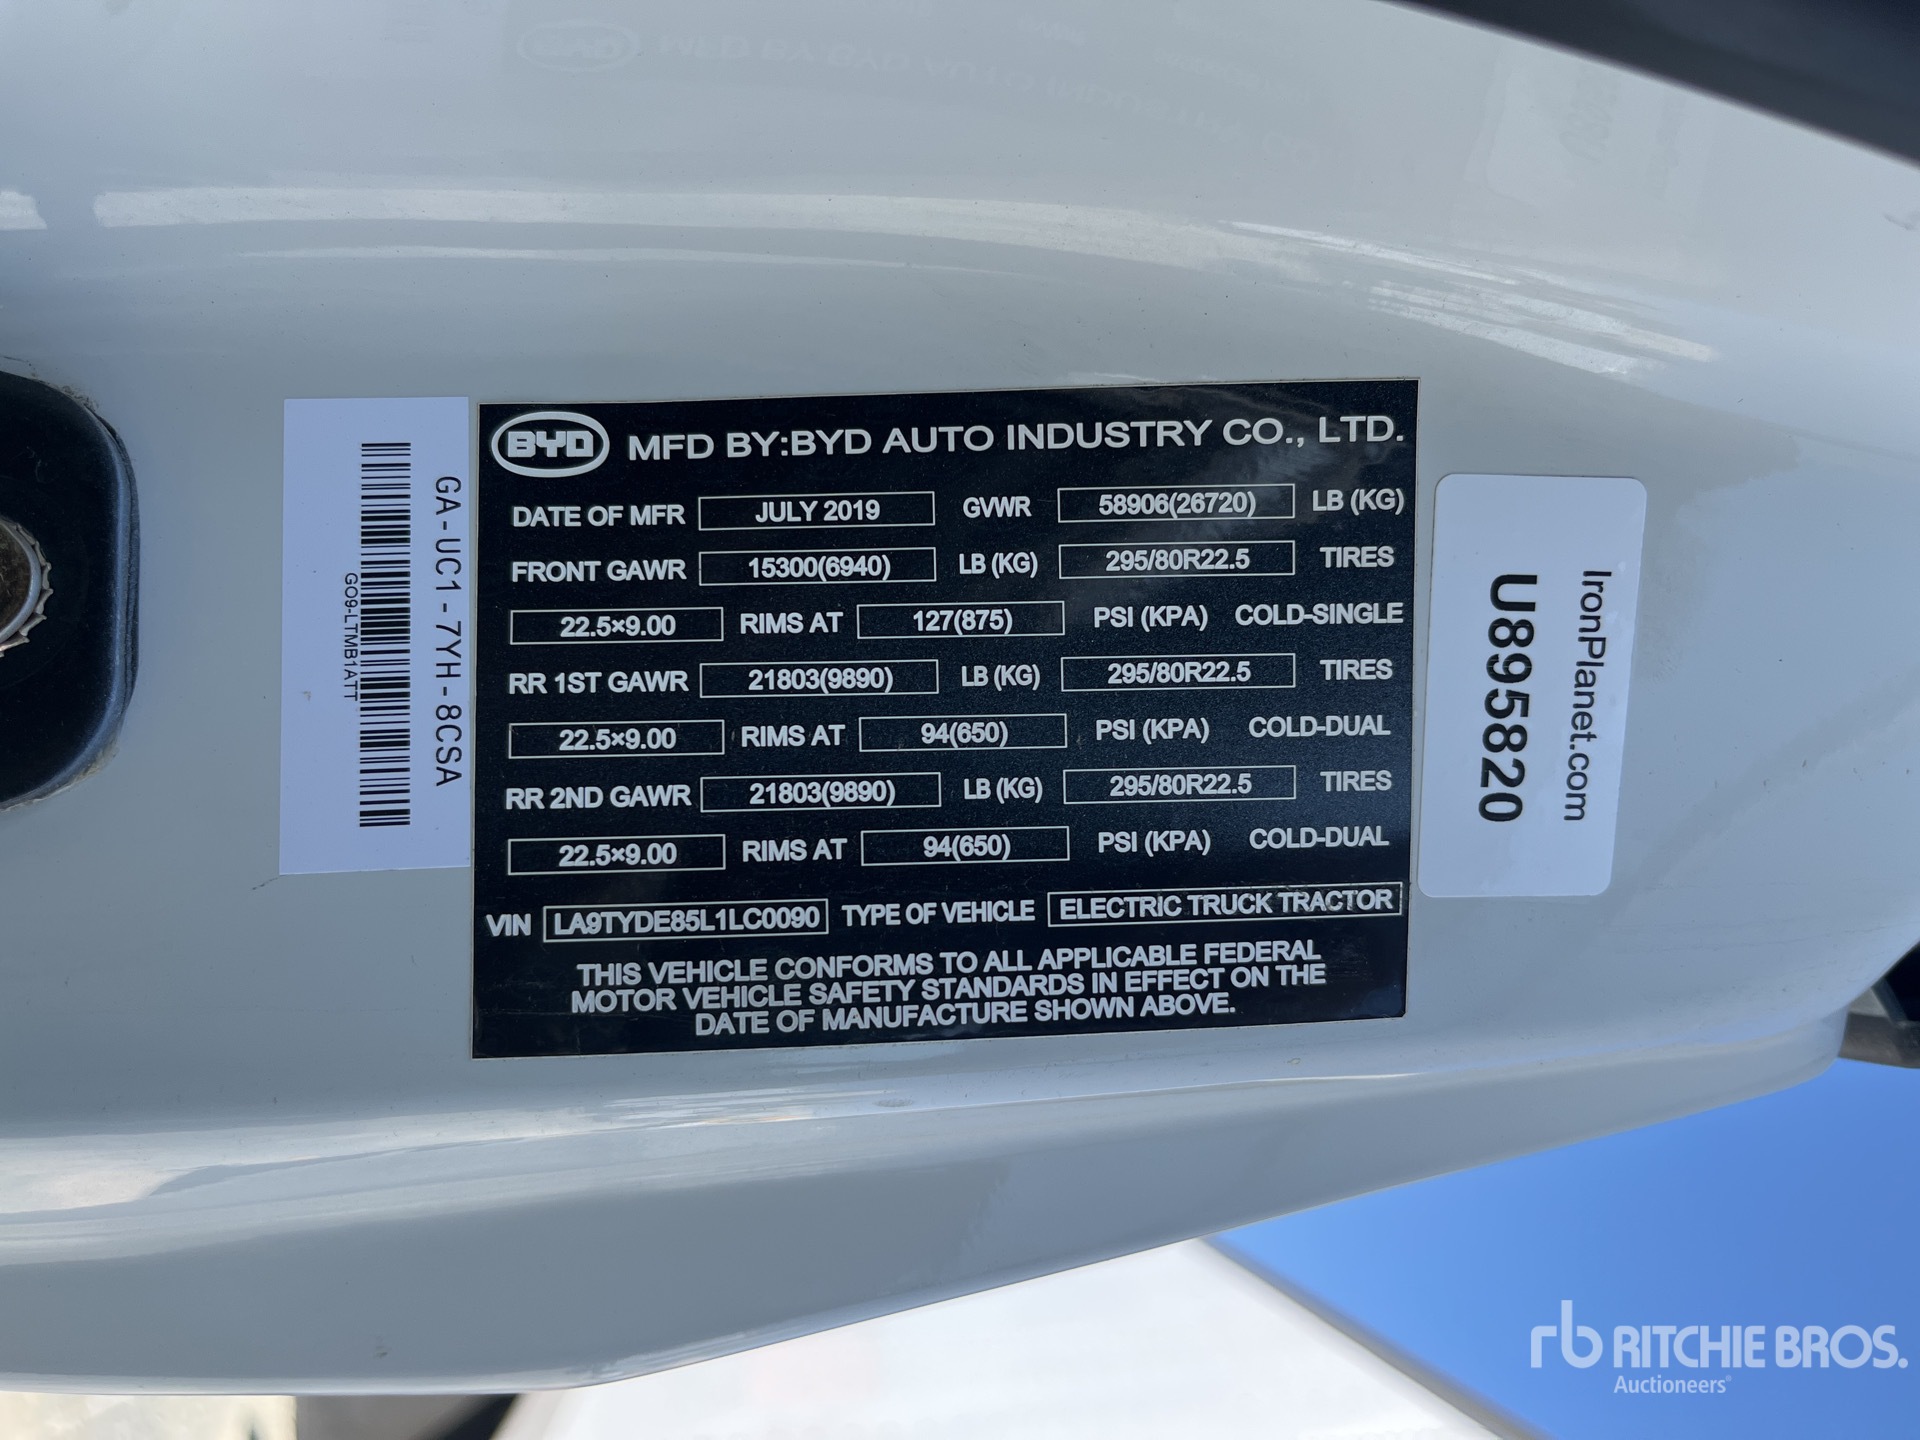 BYD MFD BY:BYD AUTO INDUSTRY CO., LTD.
DATE OF MFR JULY 2019 GVWR 58906(26720) LB (KG)
FRONT GAWR 15300(6940) LB (KG) 295/80R22.5 TIRES
22.5×9.00 RIMS AT 127(875) PSI (KPA) COLD-SINGLE
RR 1ST GAWR 21803(9890) LB (KG) 295/80R22.5 TIRES
22.5×9.00 RIMS AT 94(650) PSI (KPA) COLD-DUAL
RR 2ND GAWR 21803(9890) LB (KG) 295/80R22.5 TIRES
22.5×9.00 RIMS AT 94(650) PSI (KPA) COLD-DUAL
VIN LA9TYDE85L1LC0090 TYPE OF VEHICLE ELECTRIC TRUCK TRACTOR
THIS VEHICLE CONFORMS TO ALL APPLICABLE FEDERAL
MOTOR VEHICLE SAFETY STANDARDS IN EFFECT ON THE
DATE OF MANUFACTURE SHOWN ABOVE.
GA-UC1-7YH-8CSA
GO9-LTMB1ATT
IronPlanet.com
U895820
rb RITCHIE BROS.
Auctioneers